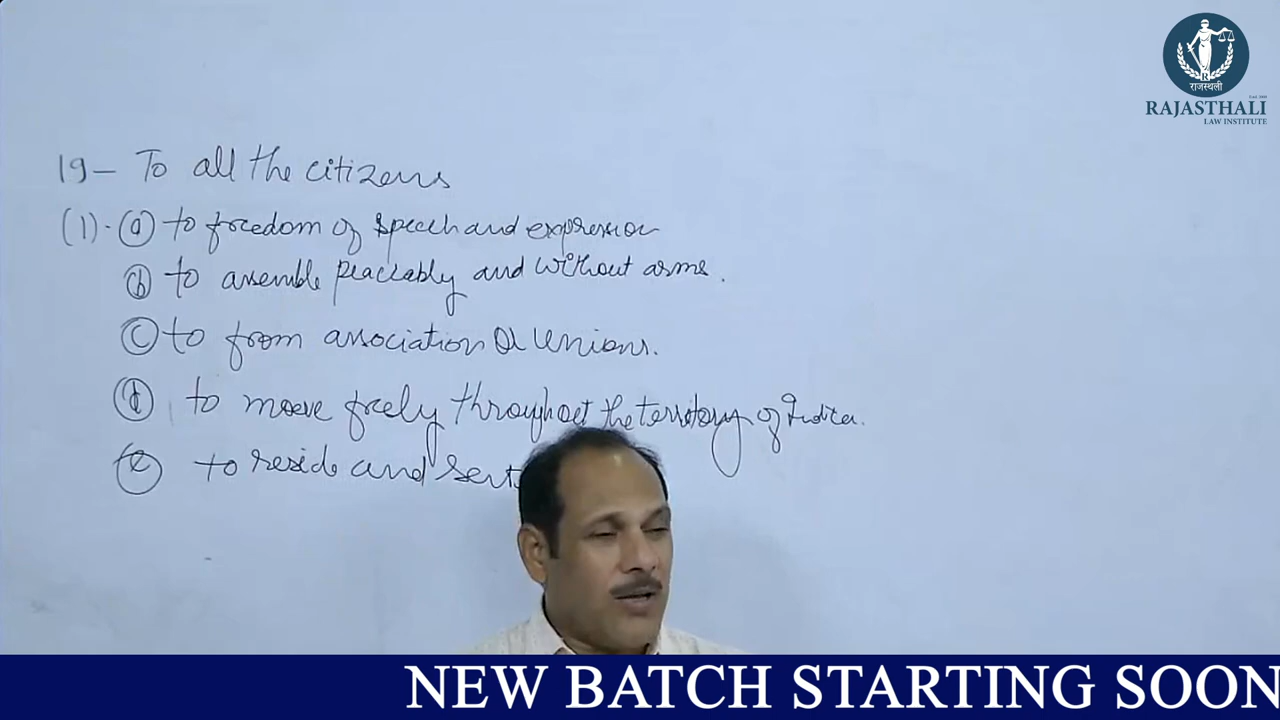 19- To all the citizens
(1). (a) to freedom of speech and expression
(b) to assemble peaceably and without arms.
(c) to from association or unions.
(d) to move freely throughout the territory of India.
(e) to reside and
राजस्थली
RAJASTHALI
LAW INSTITUTE
NEW BATCH STARTING SOON